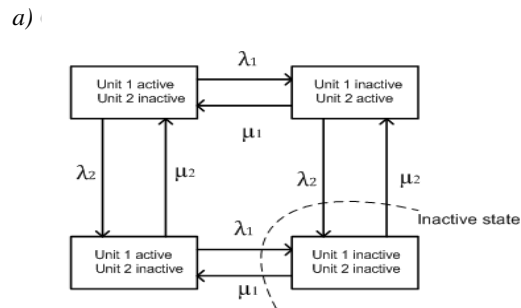 a)
λ1
Unit 1 active
Unit 2 inactive
Unit 1 inactive
Unit 2 active
μ1
λ2
μ2
λ2
μ2
Inactive state
λ1
Unit 1 active
Unit 2 inactive
Unit 1 inactive
Unit 2 inactive
μ1